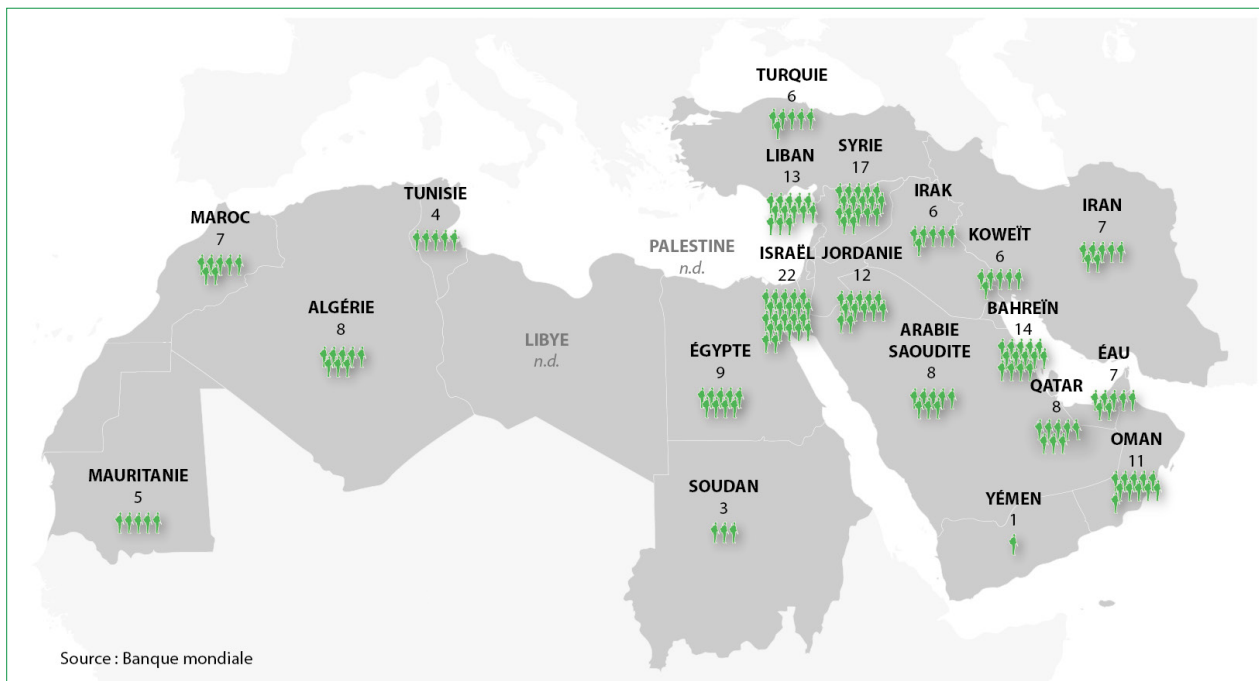 TURQUIE
6
LIBAN
13
SYRIE
17
IRAK
6
IRAN
7
TUNISIE
4
MAROC
7
KOWEÏT
6
PALESTINE
n.d.
ISRAËL
22
JORDANIE
12
ALGÉRIE
8
LIBYE
n.d.
ÉGYPTE
9
ARABIE
SAOUDITE
8
BAHREÏN
14
ÉAU
7
QATAR
8
OMAN
11
MAURITANIE
5
SOUDAN
3
YÉMEN
1
Source : Banque mondiale